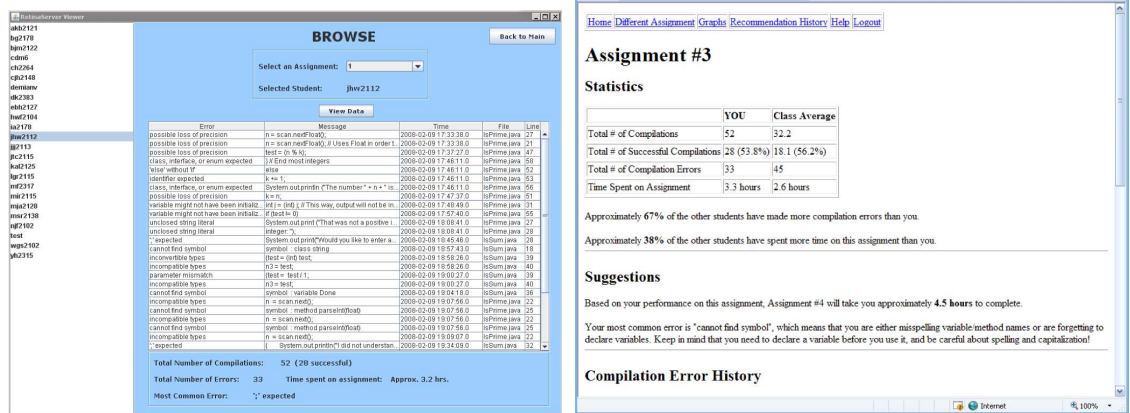 RetinaServer Viewer
akb2121
bg2178
bjm2122
cdm6
ch2264
cjh2148
demianv
dk2383
ebh2127
hwf2104
ia2178
jhw2112
jjj2113
jtc2115
kal2125
lgr2115
mf2317
mir2115
mja2128
msr2138
njf2102
test
wgs2102
yh2315
BROWSE
Back to Main
Select an Assignment: 1
Selected Student: jhw2112
View Data
Error Message Time File Line
possible loss of precision n = scan.nextFloat(); 2008-02-09 17:33:38.0 IsPrime.java 27
possible loss of precision n = scan.nextFloat(); // Uses Float in order t... 2008-02-09 17:33:38.0 IsPrime.java 21
possible loss of precision test = (n % k); 2008-02-09 17:37:27.0 IsPrime.java 47
class, interface, or enum expected } // End most integers 2008-02-09 17:46:11.0 IsPrime.java 58
'else' without 'if' else 2008-02-09 17:46:11.0 IsPrime.java 52
identifier expected k += 1; 2008-02-09 17:46:11.0 IsPrime.java 53
class, interface, or enum expected System.out.println ("The number " + n + " is... 2008-02-09 17:46:11.0 IsPrime.java 56
possible loss of precision k = n; 2008-02-09 17:47:37.0 IsPrime.java 51
variable might not have been initializ... int j = (int) j; // This way, output will not be in... 2008-02-09 17:48:49.0 IsPrime.java 31
variable might not have been initializ... if (test != 0) 2008-02-09 17:57:40.0 IsPrime.java 55
unclosed string literal System.out.print ("That was not a positive i... 2008-02-09 18:08:41.0 IsPrime.java 27
unclosed string literal integer."); 2008-02-09 18:08:41.0 IsPrime.java 28
';' expected System.out.print("Would you like to enter a... 2008-02-09 18:45:48.0 IsSum.java 28
cannot find symbol symbol : class string 2008-02-09 18:57:43.0 IsSum.java 18
inconvertible types (test = (int) test; 2008-02-09 18:58:26.0 IsSum.java 39
incompatible types n3 = test; 2008-02-09 18:58:26.0 IsSum.java 40
parameter mismatch (test = test / 1; 2008-02-09 19:00:27.0 IsSum.java 39
incompatible types n3 = test; 2008-02-09 19:00:27.0 IsSum.java 40
cannot find symbol symbol : variable Done 2008-02-09 19:04:18.0 IsSum.java 36
incompatible types n = scan.next(); 2008-02-09 19:07:56.0 IsSum.java 22
cannot find symbol symbol : method parseInt(float) 2008-02-09 19:07:56.0 IsSum.java 25
incompatible types n = scan.next(); 2008-02-09 19:07:56.0 IsSum.java 22
cannot find symbol symbol : method parseInt(float) 2008-02-09 19:07:56.0 IsSum.java 25
incompatible types n = scan.next(); 2008-02-09 19:09:07.0 IsSum.java 22
';' expected { System.out.println("I did not understan... 2008-02-09 19:34:09.0 IsSum.java 32
Total Number of Compilations: 52 (28 successful)
Total Number of Errors: 33 Time spent on assignment: Approx. 3.2 hrs.
Most Common Error: ';' expected
Home Different Assignment Graphs Recommendation History Help Logout
Assignment #3
Statistics
YOU Class Average
Total # of Compilations 52 32.2
Total # of Successful Compilations 28 (53.8%) 18.1 (56.2%)
Total # of Compilation Errors 33 45
Time Spent on Assignment 3.3 hours 2.6 hours
Approximately 67% of the other students have made more compilation errors than you.
Approximately 38% of the other students have spent more time on this assignment than you.
Suggestions
Based on your performance on this assignment, Assignment #4 will take you approximately 4.5 hours to complete.
Your most common error is "cannot find symbol", which means that you are either misspelling variable/method names or are forgetting to
declare variables. Keep in mind that you need to declare a variable before you use it, and be careful about spelling and capitalization!
Compilation Error History
Internet 100%